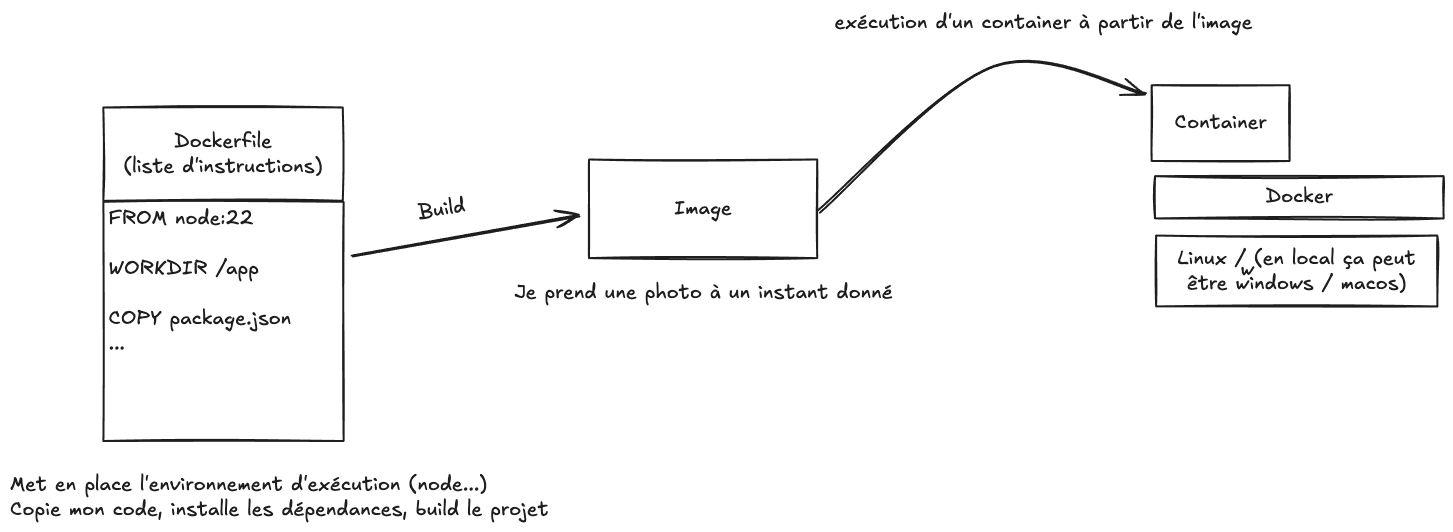 exécution d'un container à partir de l'image
Dockerfile
(liste d'instructions)
FROM node:22
WORKDIR /app
COPY package.json
...
Build
Image
Je prend une photo à un instant donné
Container
Docker
Linux / (en local ça peut
w
être windows / macos)
Met en place l'environnement d'exécution (node...)
Copie mon code, installe les dépendances, build le projet